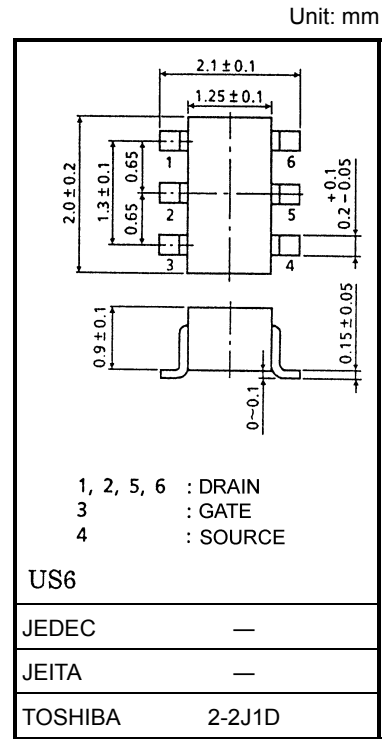 Unit: mm
2.1 ± 0.1
1.25 ± 0.1
2.0 ± 0.2
1.3 ± 0.1
0.65
0.65
1
2
3
6
5
4
+0.1
0.2 – 0.05
0.9 ± 0.1
0~0.1
0.15 ± 0.05
1, 2, 5, 6 : DRAIN
3 : GATE
4 : SOURCE
US6
JEDEC —
JEITA —
TOSHIBA 2-2J1D